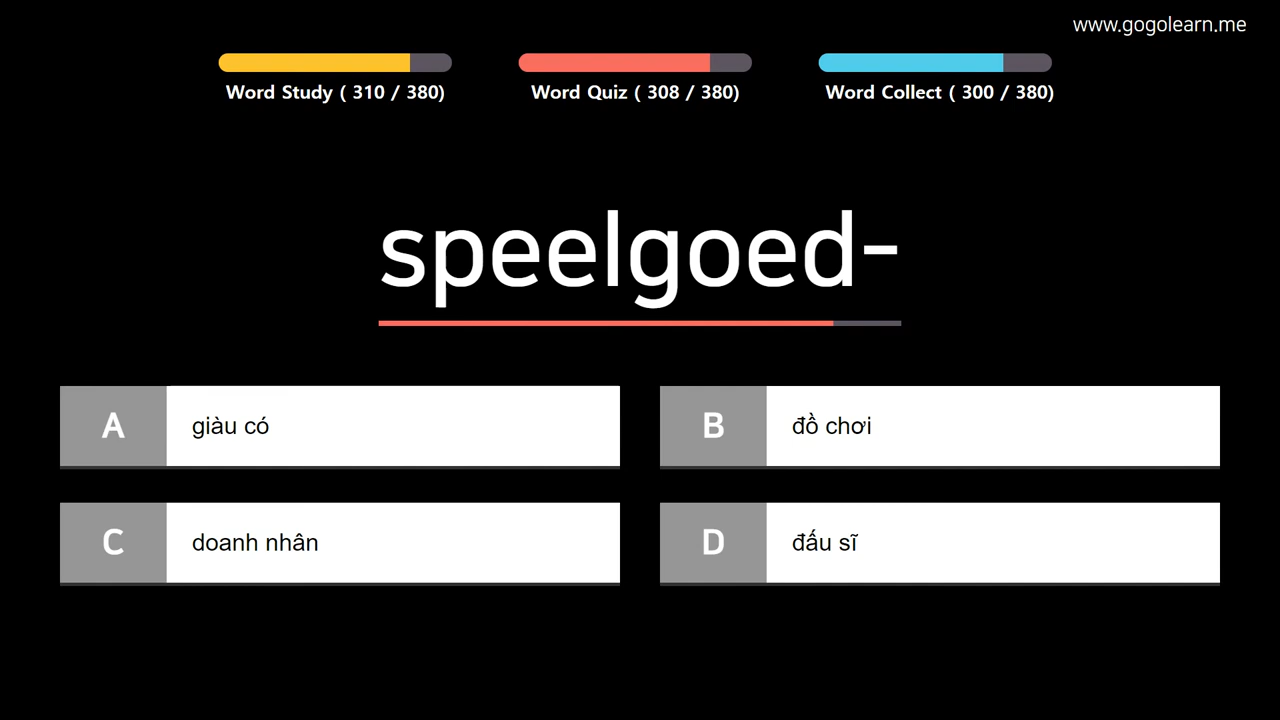 www.gogolearn.me
Word Study ( 310 / 380)
Word Quiz ( 308 / 380)
Word Collect ( 300 / 380)
speelgoed-
A giàu có
B đồ chơi
C doanh nhân
D đấu sĩ